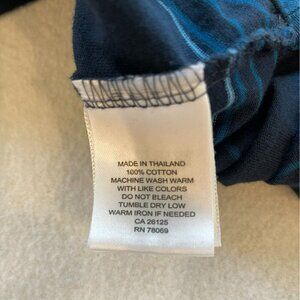 MADE IN THAILAND
100% COTTON
MACHINE WASH WARM
WITH LIKE COLORS
DO NOT BLEACH
TUMBLE DRY LOW
WARM IRON IF NEEDED
CA 26125
RN 78069